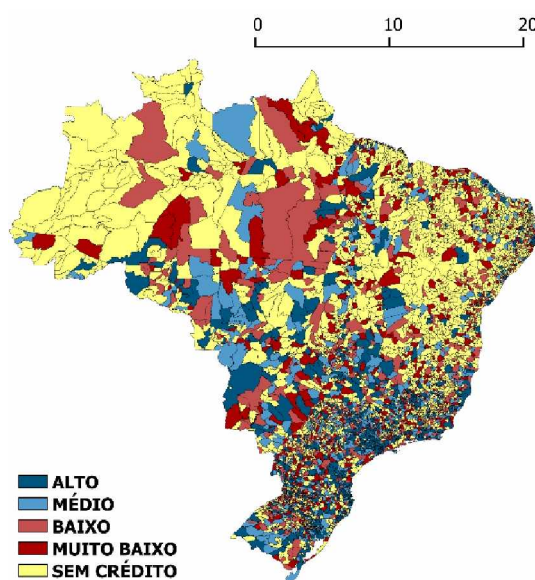 0 10 20
ALTO
MÉDIO
BAIXO
MUITO BAIXO
SEM CRÉDITO